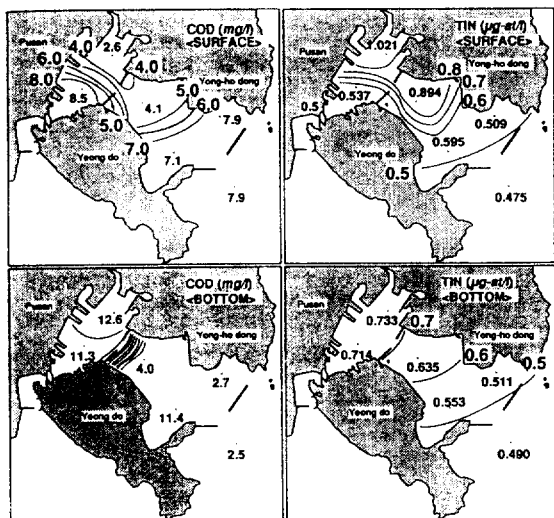 COD (mg/l)
<SURFACE>
Pusan
4.0
2.6
6.0
4.0
Yong-ho dong
8.0
8.5
4.1
5.0
6.0
7.9
5.0
7.0
Yeong do
7.1
7.9
TIN (µg-at/l)
<SURFACE>
Pusan
1.021
Yong-ho dong
0.8
0.7
0.6
0.5
0.537
0.894
0.509
0.595
Yeong do
0.5
0.475
COD (mg/l)
<BOTTOM>
Pusan
12.6
Yong-ho dong
11.3
4.0
2.7
Yeong do
11.4
2.5
TIN (µg-at/l)
<BOTTOM>
Pusan
0.733
0.7
Yong-ho dong
0.714
0.635
0.6
0.5
0.511
0.553
Yeong do
0.490